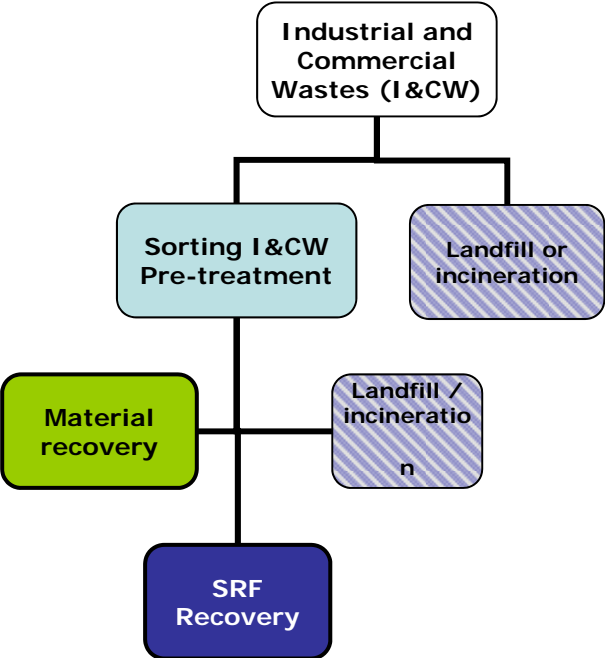 Industrial and
Commercial
Wastes (I&CW)
Sorting I&CW
Pre-treatment
Landfill or
incineration
Material
recovery
Landfill /
incineratio
n
SRF
Recovery